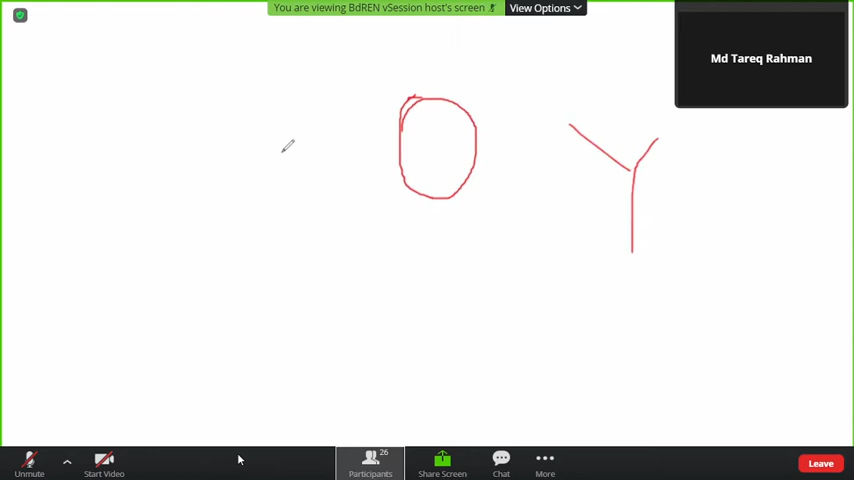 You are viewing BdREN vSession host's screen
View Options
Md Tareq Rahman
O Y
Unmute
Start Video
26
Participants
Share Screen
Chat
More
Leave